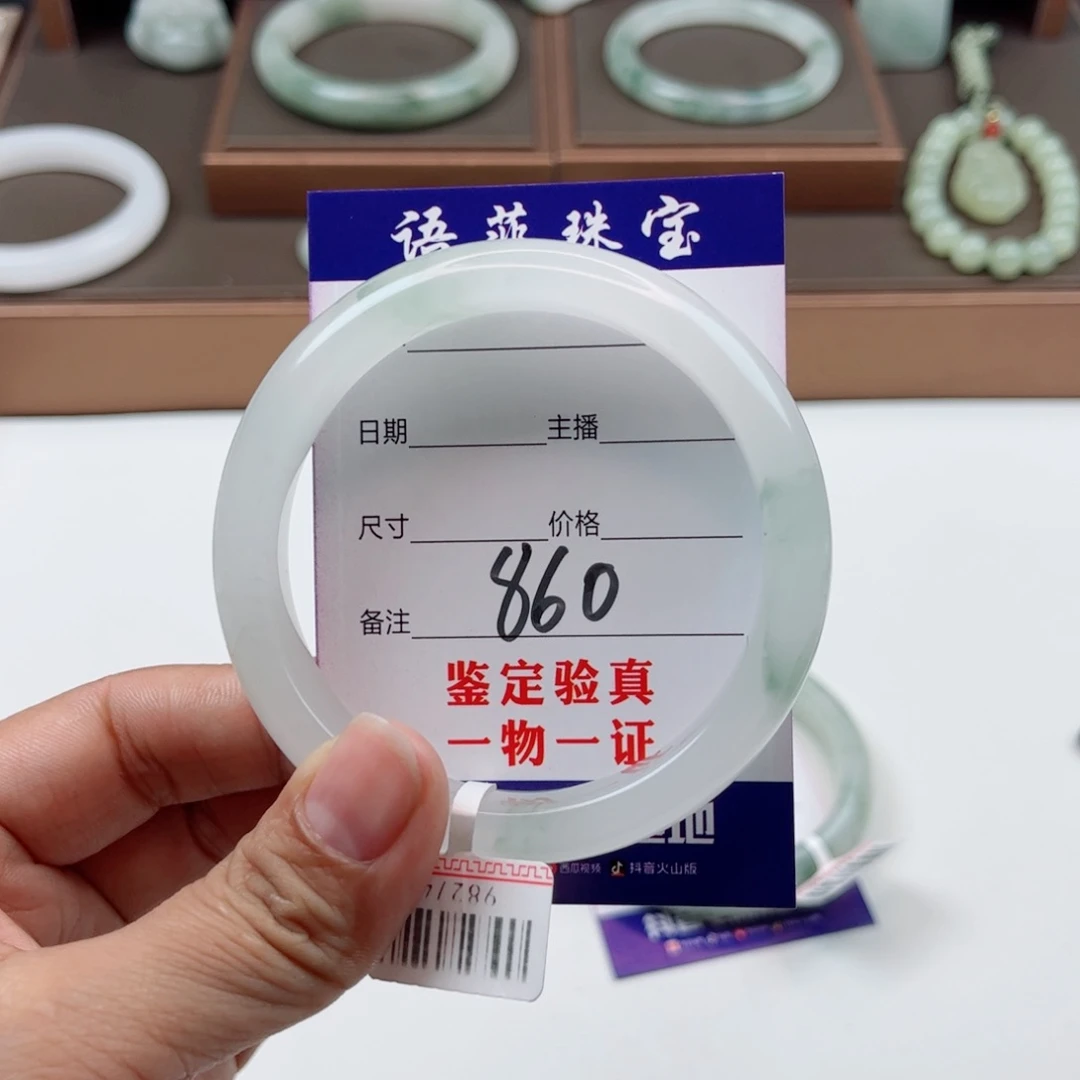 语莎珠宝
日期 主播
尺寸 价格
860
备注
鉴定验真
一物一证
西瓜视频 抖音火山版